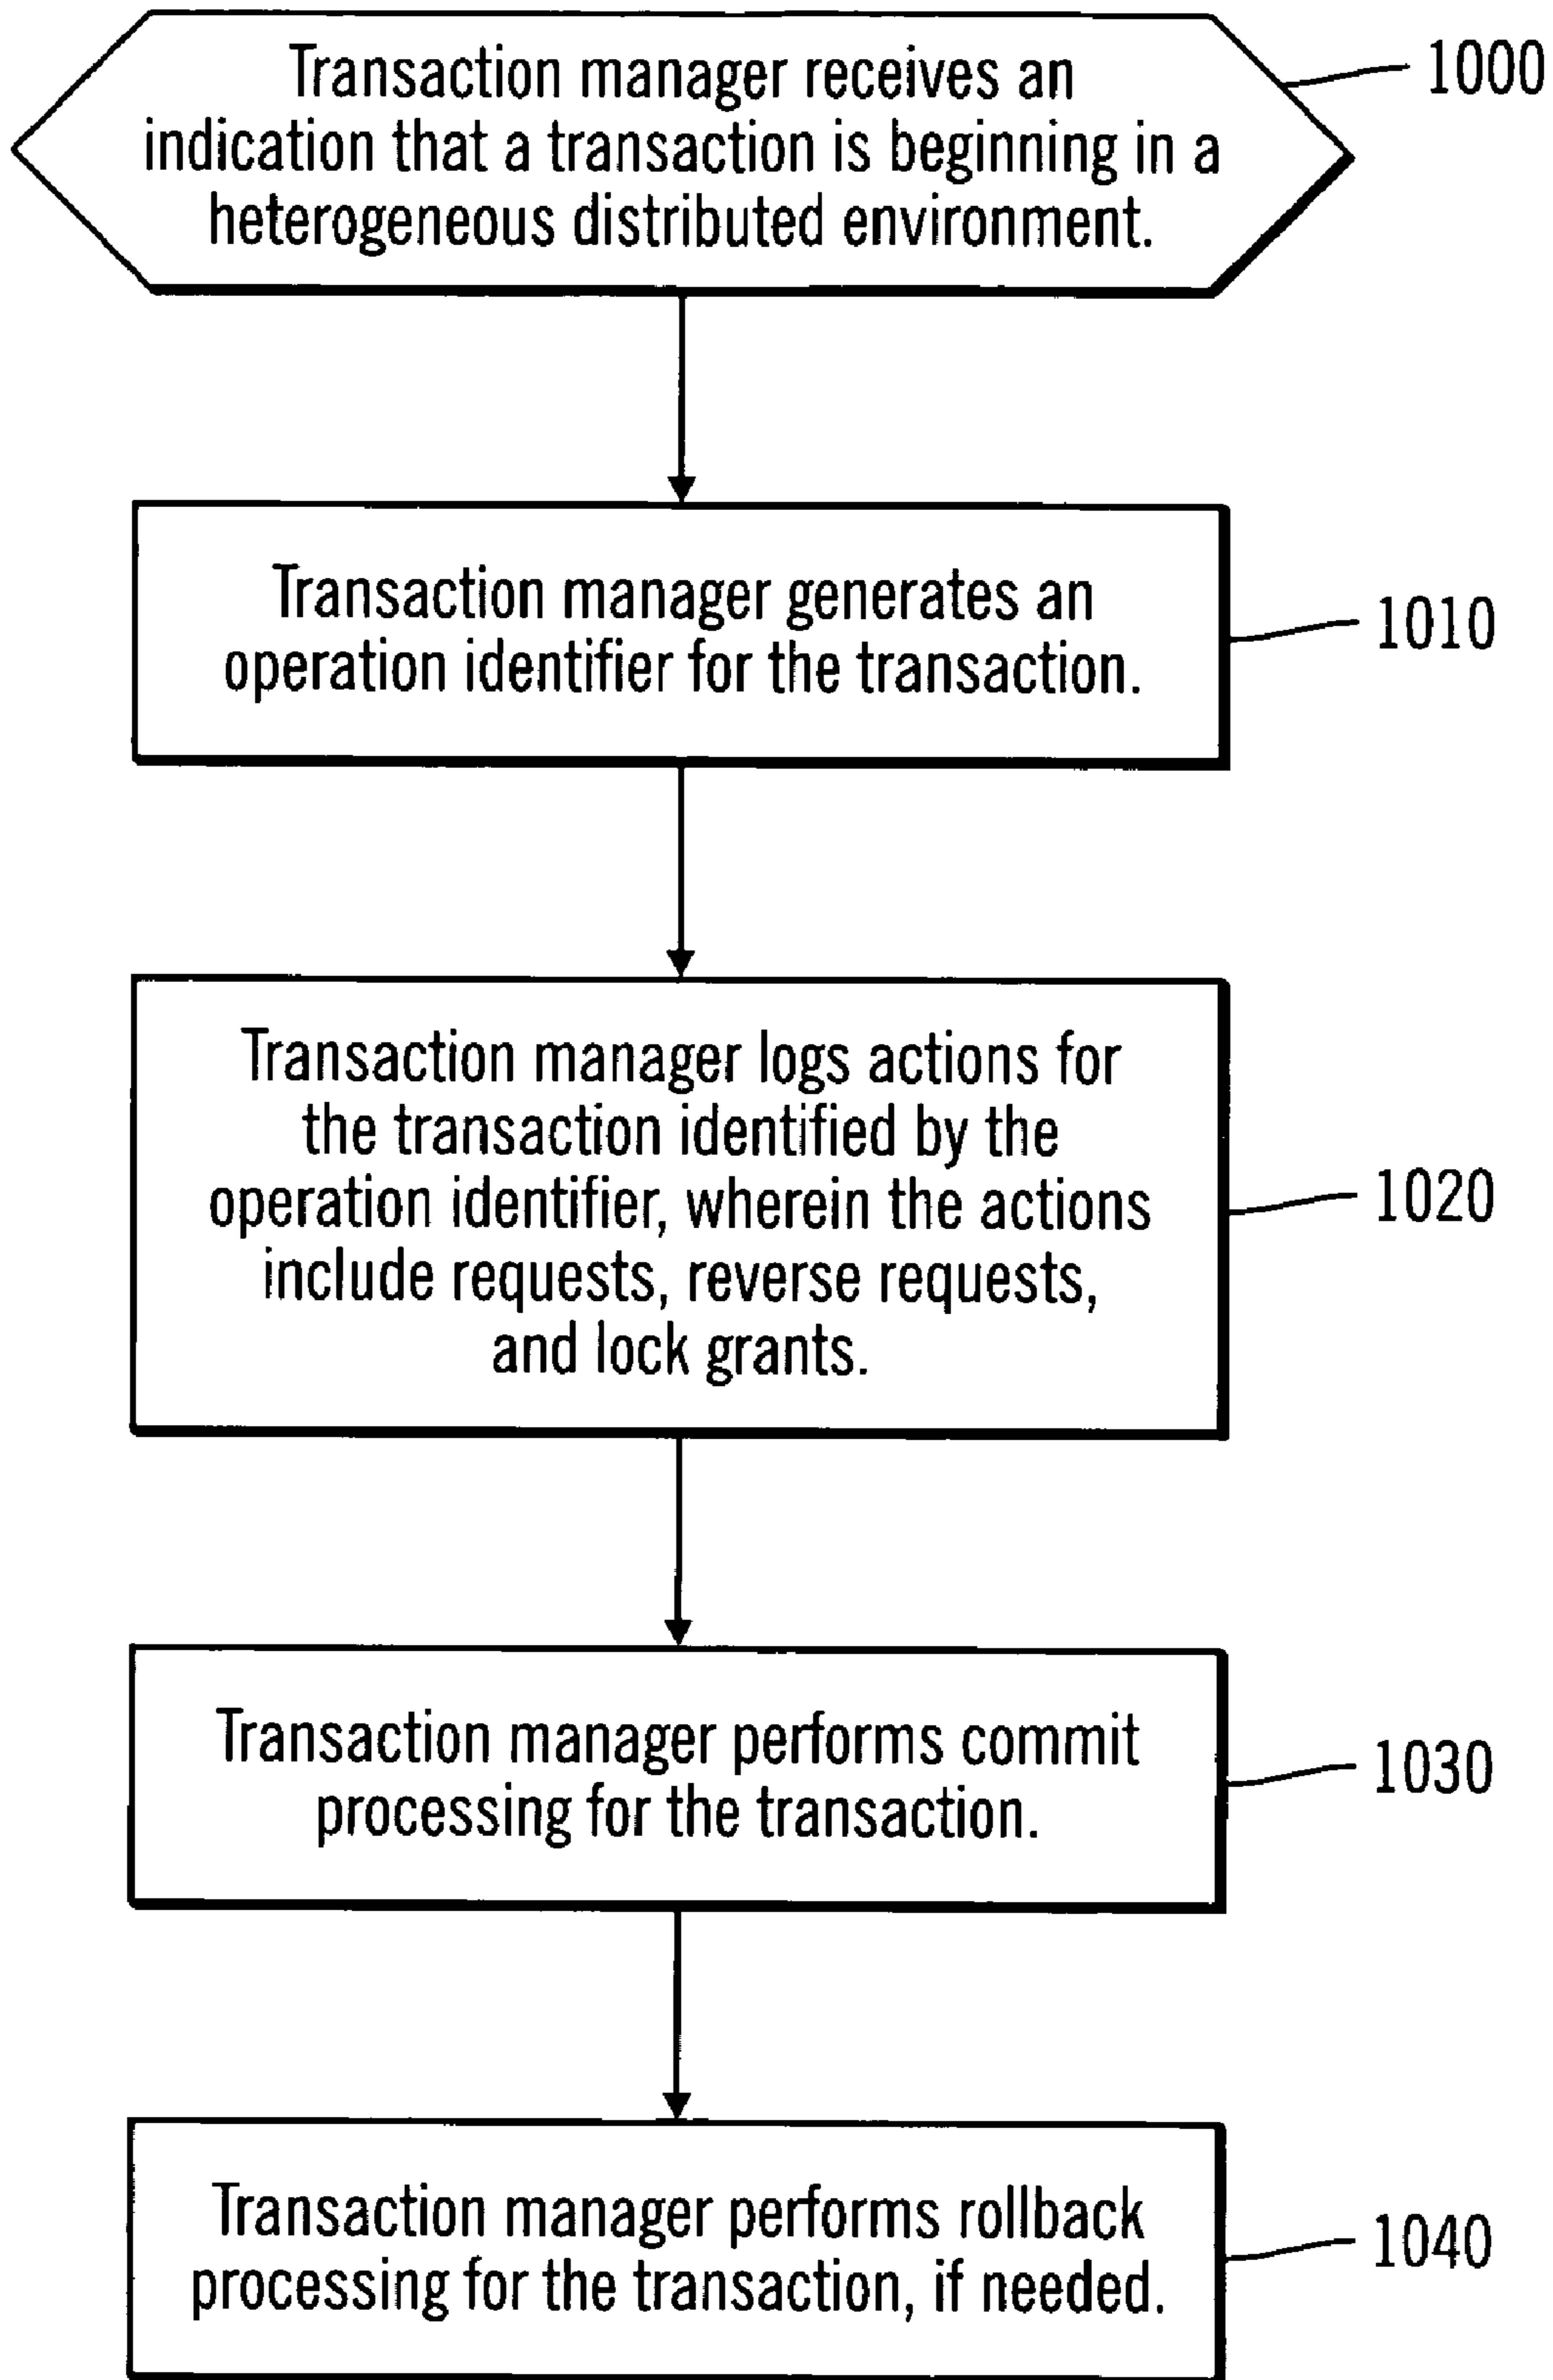 Transaction manager receives an
indication that a transaction is beginning in a
heterogeneous distributed environment.
1000
Transaction manager generates an
operation identifier for the transaction.
1010
Transaction manager logs actions for
the transaction identified by the
operation identifier, wherein the actions
include requests, reverse requests,
and lock grants.
1020
Transaction manager performs commit
processing for the transaction.
1030
Transaction manager performs rollback
processing for the transaction, if needed.
1040